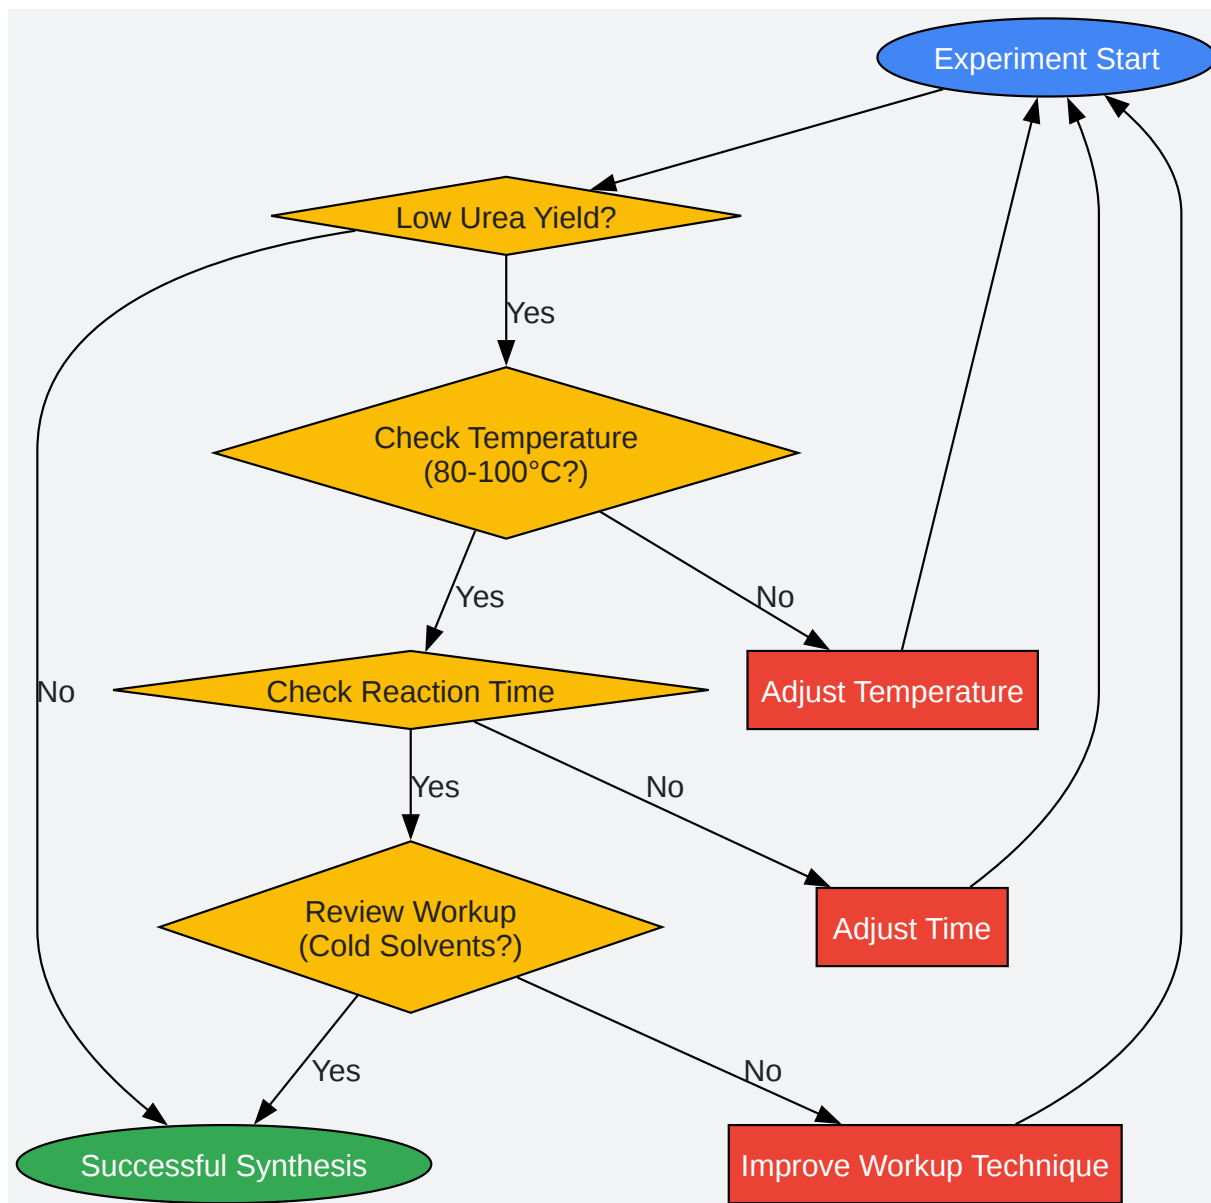 Experiment Start
Low Urea Yield?
Yes
Check Temperature
(80-100°C?)
Yes
No
No
Check Reaction Time
Adjust Temperature
Yes
No
Review Workup
(Cold Solvents?)
Adjust Time
Yes
No
Successful Synthesis
Improve Workup Technique